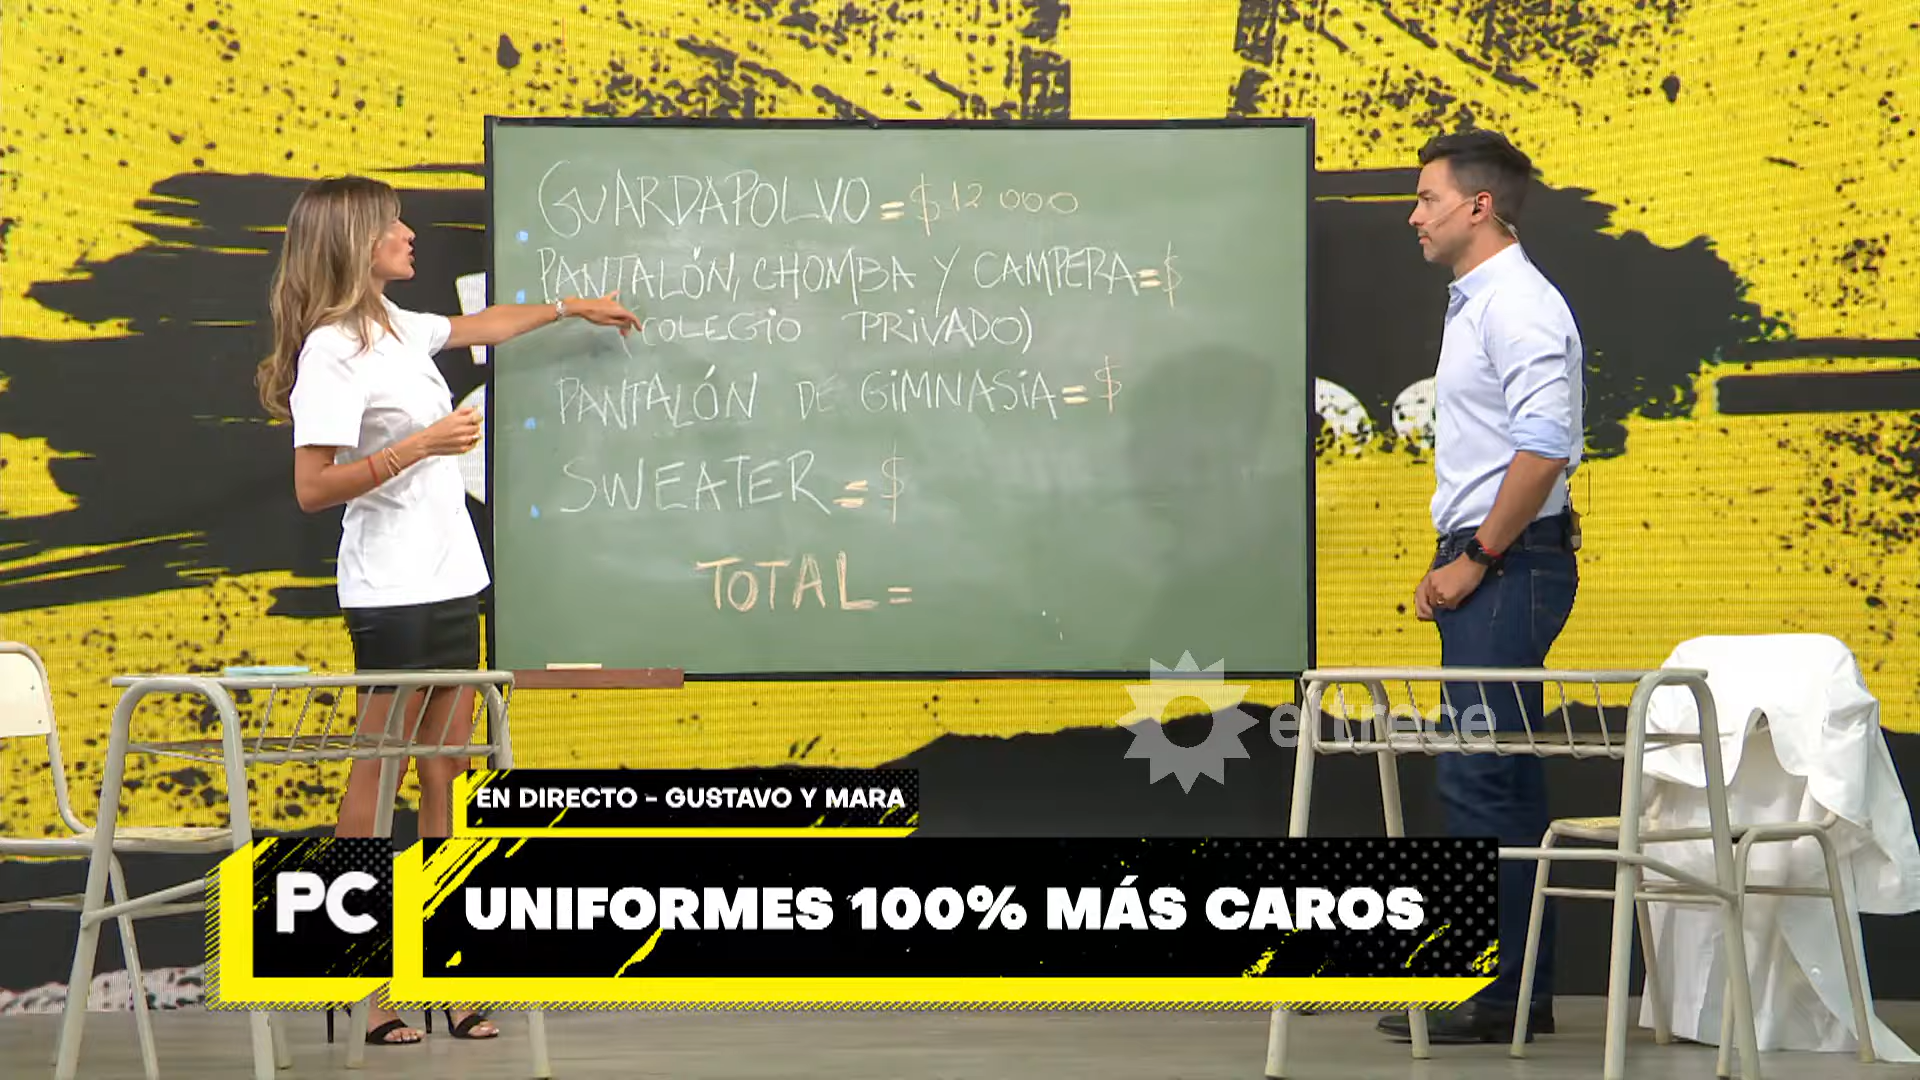 GUARDAPOLVO = $ 12 000
PANTALÓN, CHOMBA Y CAMPERA = $
(COLEGIO PRIVADO)
PANTALÓN DE GIMNASIA = $
SWEATER = $
TOTAL =
eltrece
EN DIRECTO - GUSTAVO Y MARA
PC
UNIFORMES 100% MÁS CAROS